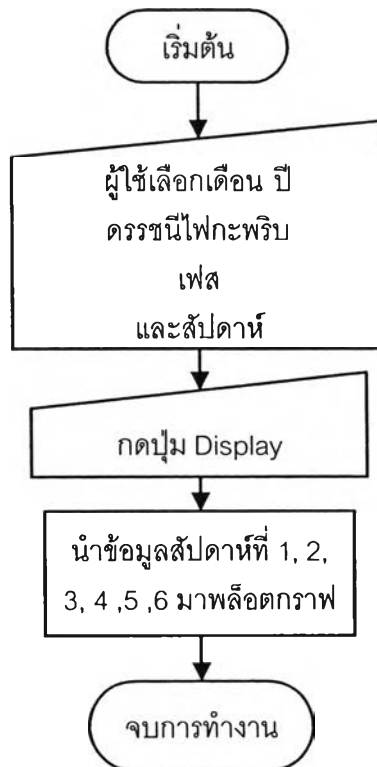 เริ่มต้น
ผู้ใช้เลือกเดือน ปี
ดรรชนีไฟกะพริบ
เฟส
และสัปดาห์
กดปุ่ม Display
นำข้อมูลสัปดาห์ที่ 1, 2,
3, 4 ,5 ,6 มาพล็อตกราฟ
จบการทำงาน